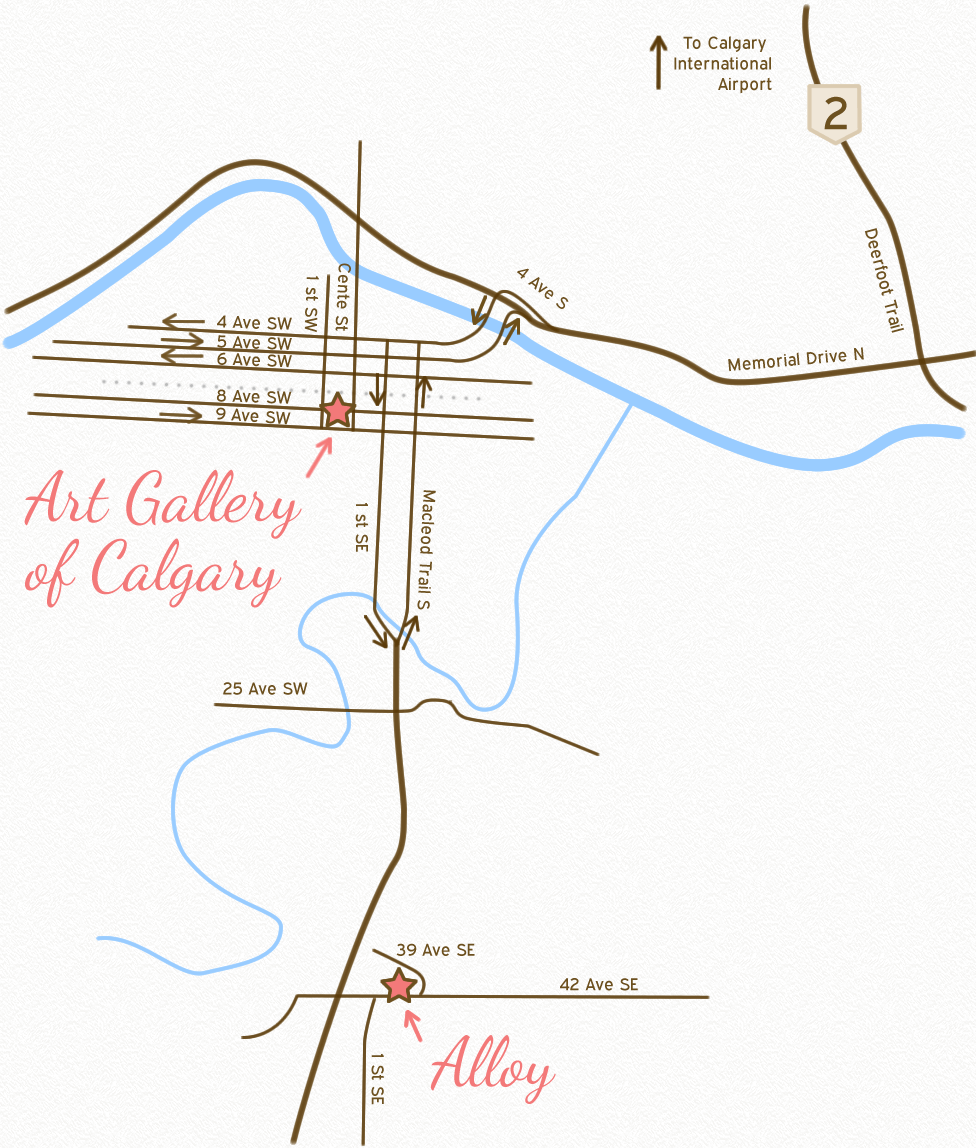 To Calgary
International
Airport
2
Deerfoot Trail
4 Ave S
Memorial Drive N
1 st SW
Cente St
4 Ave SW
5 Ave SW
6 Ave SW
8 Ave SW
9 Ave SW
Art Gallery
of Calgary
1 st SE
Macleod Trail S
25 Ave SW
39 Ave SE
42 Ave SE
Alloy
1 St SE